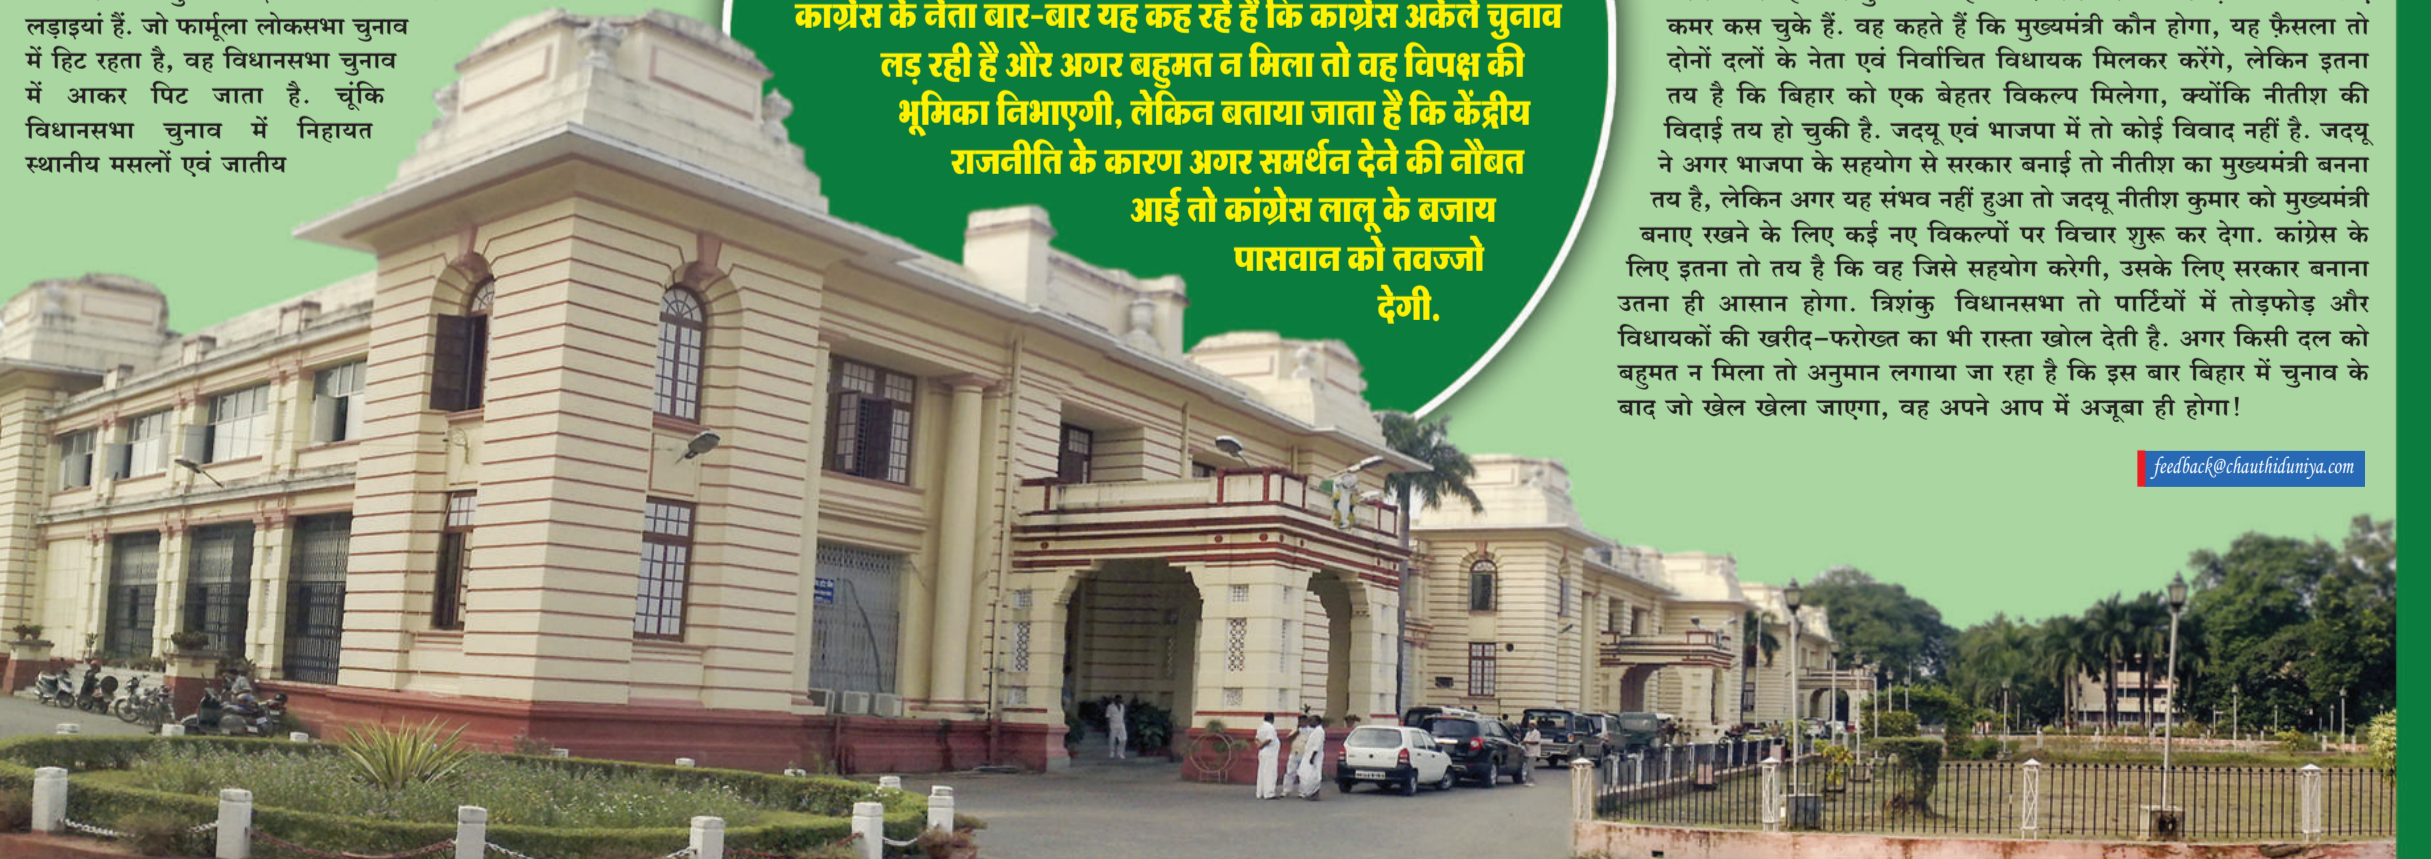 लड़ाइयां हैं. जो फार्मूला लोकसभा चुनाव
में हिट रहता है, वह विधानसभा चुनाव
में आकर पिट जाता है. चूंकि
विधानसभा चुनाव में निहायत
स्थानीय मसलों एवं जातीय
कांग्रेस के नेता बार-बार यह कह रहे हैं कि कांग्रेस अकेले चुनाव
लड़ रही है और अगर बहुमत न मिला तो वह विपक्ष की
भूमिका निभाएगी, लेकिन बताया जाता है कि केंद्रीय
राजनीति के कारण अगर समर्थन देने की नौबत
आई तो कांग्रेस लालू के बजाय
पासवान को तवज्जो
देगी.
कमर कस चुके हैं. वह कहते हैं कि मुख्यमंत्री कौन होगा, यह फ़ैसला तो
दोनों दलों के नेता एवं निर्वाचित विधायक मिलकर करेंगे, लेकिन इतना
तय है कि बिहार को एक बेहतर विकल्प मिलेगा, क्योंकि नीतीश की
विदाई तय हो चुकी है. जदयू एवं भाजपा में तो कोई विवाद नहीं है. जदयू
ने अगर भाजपा के सहयोग से सरकार बनाई तो नीतीश का मुख्यमंत्री बनना
तय है, लेकिन अगर यह संभव नहीं हुआ तो जदयू नीतीश कुमार को मुख्यमंत्री
बनाए रखने के लिए कई नए विकल्पों पर विचार शुरू कर देगा. कांग्रेस के
लिए इतना तो तय है कि वह जिसे सहयोग करेगी, उसके लिए सरकार बनाना
उतना ही आसान होगा. त्रिशंकु विधानसभा तो पार्टियों में तोड़फोड़ और
विधायकों की खरीद-फरोख्त का भी रास्ता खोल देती है. अगर किसी दल को
बहुमत न मिला तो अनुमान लगाया जा रहा है कि इस बार बिहार में चुनाव के
बाद जो खेल खेला जाएगा, वह अपने आप में अजूबा ही होगा!
feedback@chauthiduniya.com